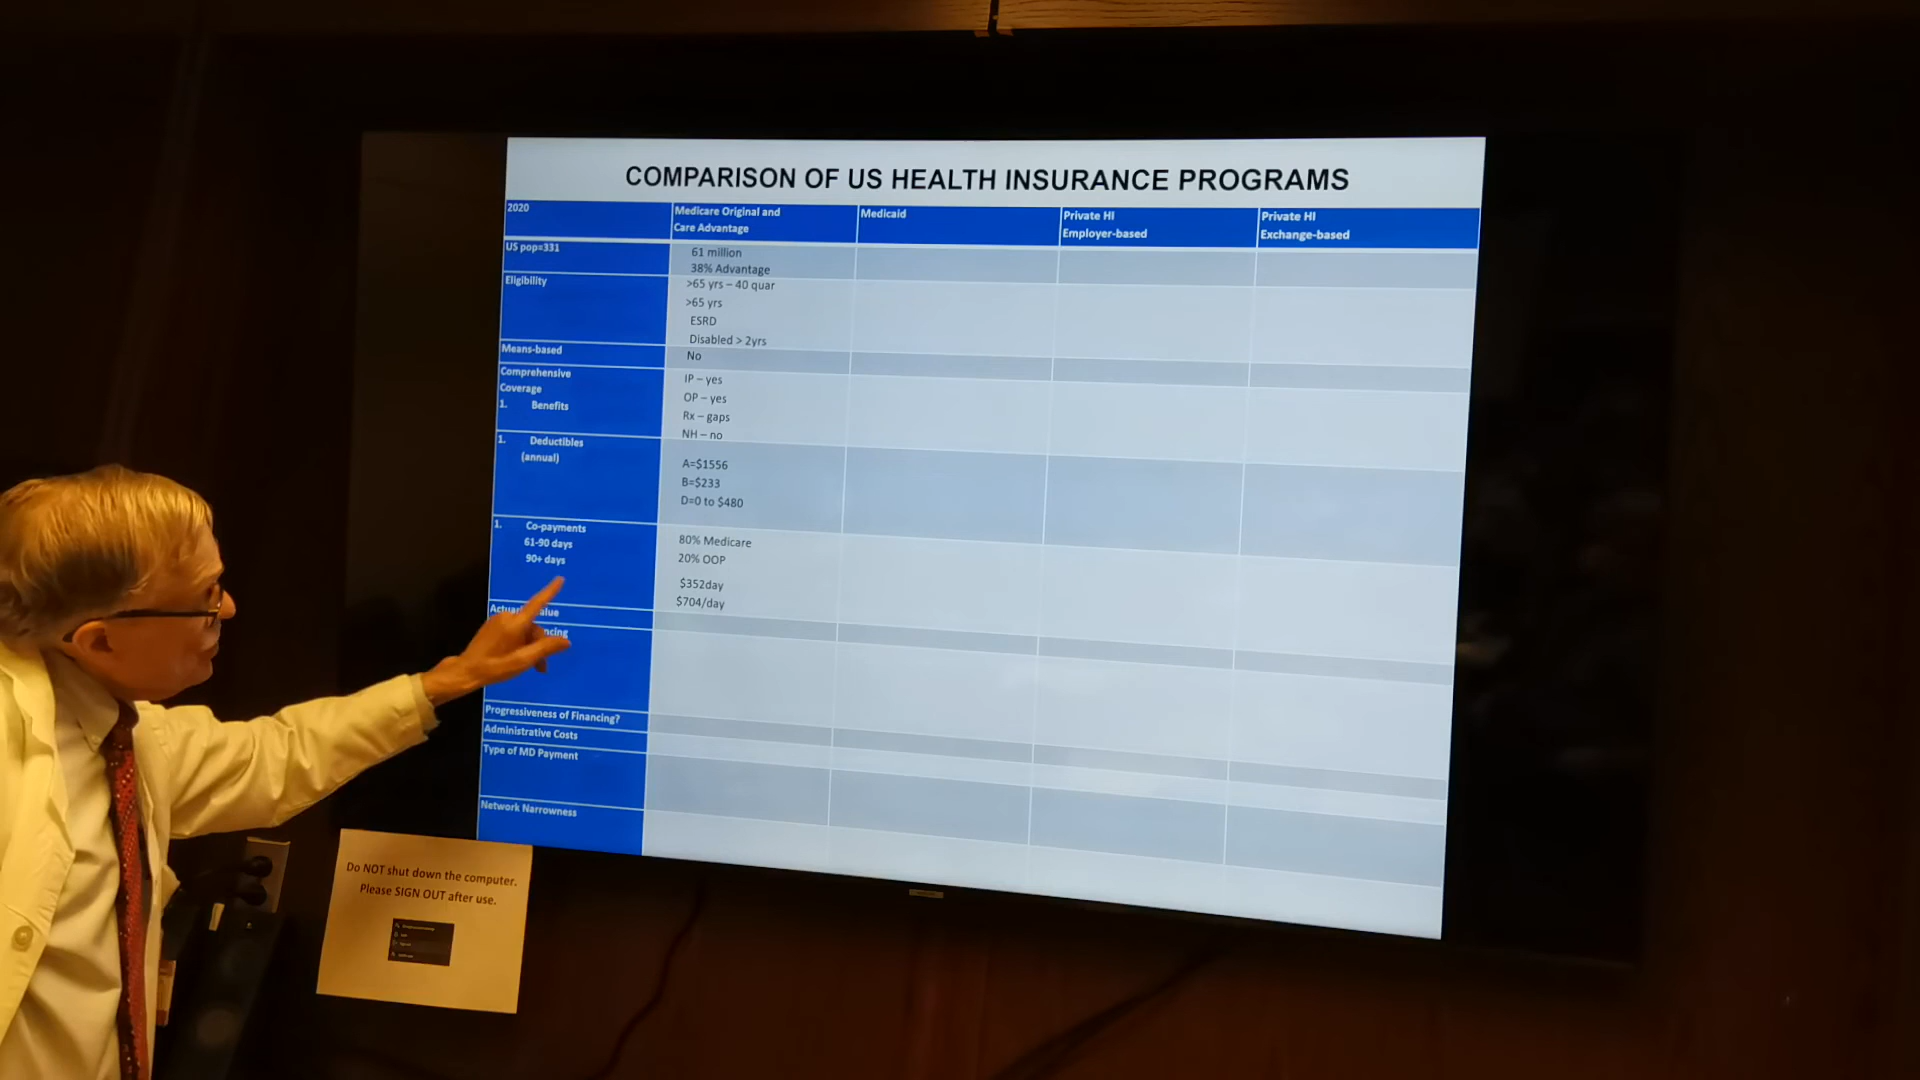 COMPARISON OF US HEALTH INSURANCE PROGRAMS
2020
Medicare Original and
Care Advantage
Medicaid
Private HI
Employer-based
Private HI
Exchange-based
US pop=331
61 million
38% Advantage
Eligibility
>65 yrs – 40 quar
>65 yrs
ESRD
Disabled > 2yrs
Means-based
No
Comprehensive
Coverage
1. Benefits
IP – yes
OP – yes
Rx – gaps
NH – no
1. Deductibles
(annual)
A=$1556
B=$233
D=0 to $480
1. Co-payments
61-90 days
90+ days
80% Medicare
20% OOP
$352day
$704/day
Progressiveness of Financing?
Administrative Costs
Type of MD Payment
Network Narrowness
Do NOT shut down the computer.
Please SIGN OUT after use.